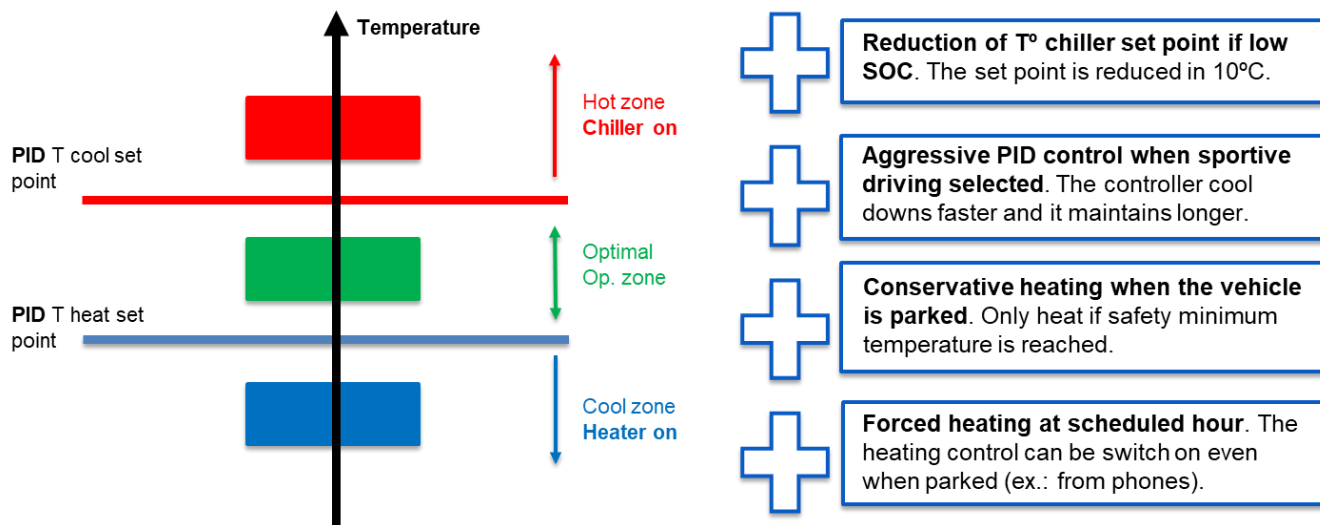 Temperature
Hot zone
Chiller on
PID T cool set
point
Optimal
Op. zone
PID T heat set
point
Cool zone
Heater on
Reduction of Tº chiller set point if low
SOC. The set point is reduced in 10ºC.
Aggressive PID control when sportive
driving selected. The controller cool
downs faster and it maintains longer.
Conservative heating when the vehicle
is parked. Only heat if safety minimum
temperature is reached.
Forced heating at scheduled hour. The
heating control can be switch on even
when parked (ex.: from phones).